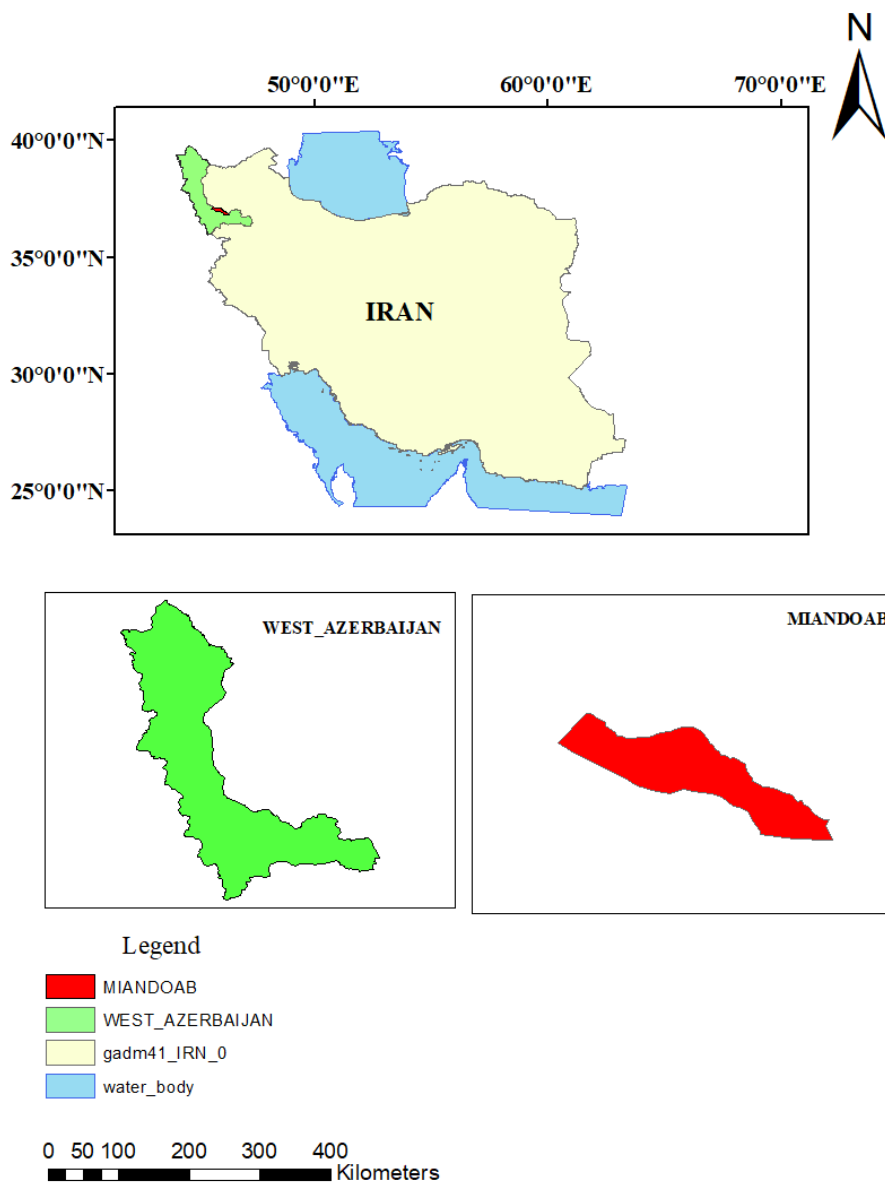 N
50°0'0"E 60°0'0"E 70°0'0"E
40°0'0"N
35°0'0"N
IRAN
30°0'0"N
25°0'0"N
WEST_AZERBAIJAN
MIANDOAB
Legend
MIANDOAB
WEST_AZERBAIJAN
gadm41_IRN_0
water_body
0 50 100 200 300 400
Kilometers